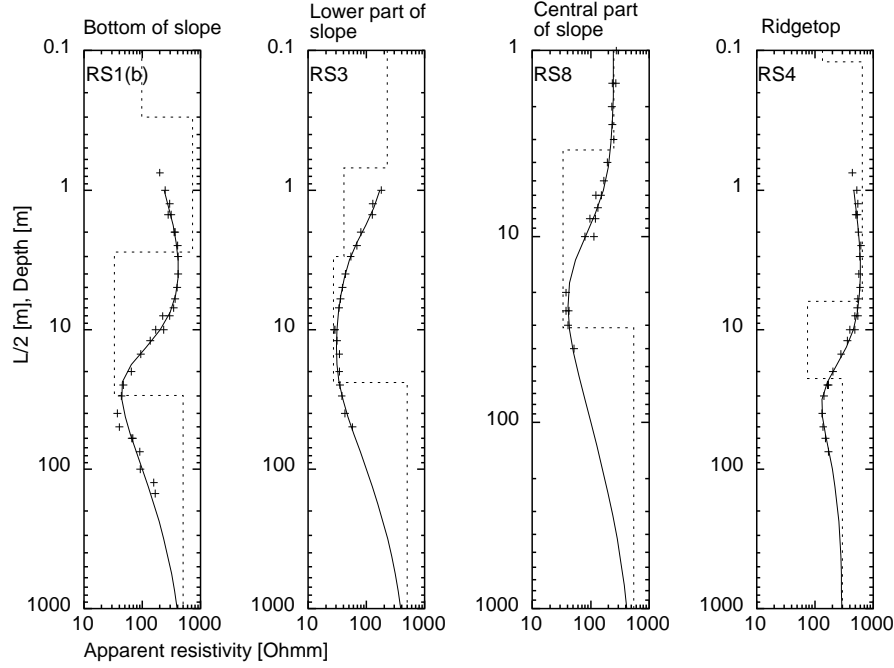 Bottom of slope
Lower part of
slope
Central part
of slope
Ridgetop
RS1(b)
RS3
RS8
RS4
0.1
1
10
100
1000
0.1
1
10
100
1000
1
10
100
1000
0.1
1
10
100
1000
L/2 [m], Depth [m]
10 100 1000
10 100 1000
10 100 1000
10 100 1000
Apparent resistivity [Ohmm]